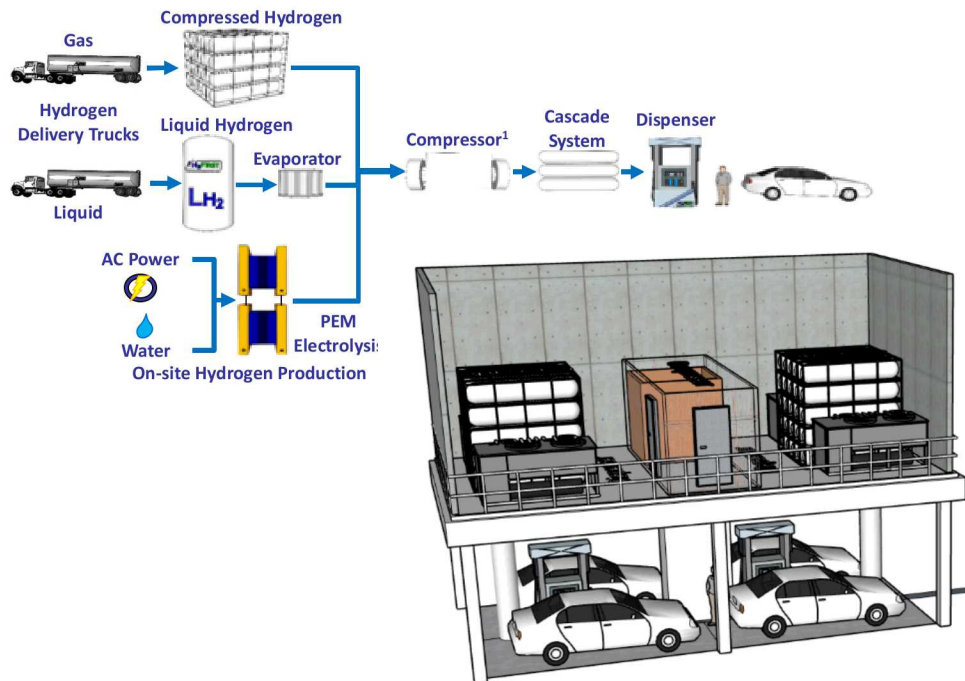 Compressed Hydrogen
Gas
Hydrogen
Delivery Trucks
Liquid Hydrogen
Evaporator
Compressor¹
Cascade
System
Dispenser
H₂FIRST
LH₂
Liquid
AC Power
Water
PEM
Electrolysis
On-site Hydrogen Production